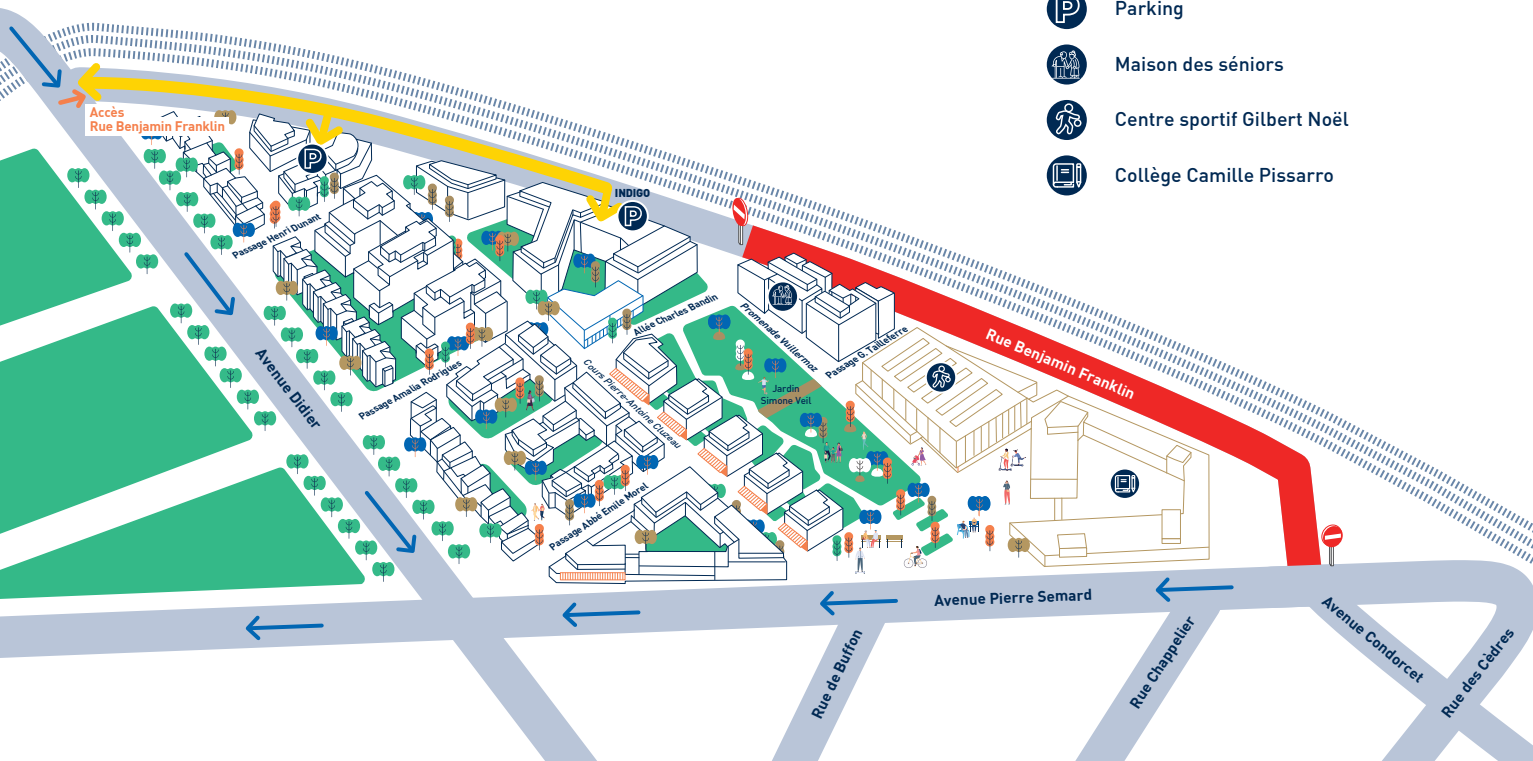 Parking
Maison des séniors
Centre sportif Gilbert Noël
Collège Camille Pissarro
Accès
Rue Benjamin Franklin
P
INDIGO
P
P
Passage Henri Dunant
Allée Charles Bandin
Promenade Vuillermoz
Passage G. Tailleferre
Rue Benjamin Franklin
Avenue Didier
Passage Amalia Rodrigues
Cours Pierre-Antoine Cluzeau
Jardin
Simone Veil
Passage Abbé Emile Morel
Avenue Pierre Semard
Rue de Buffon
Rue Chappelier
Avenue Condorcet
Rue des Cèdres